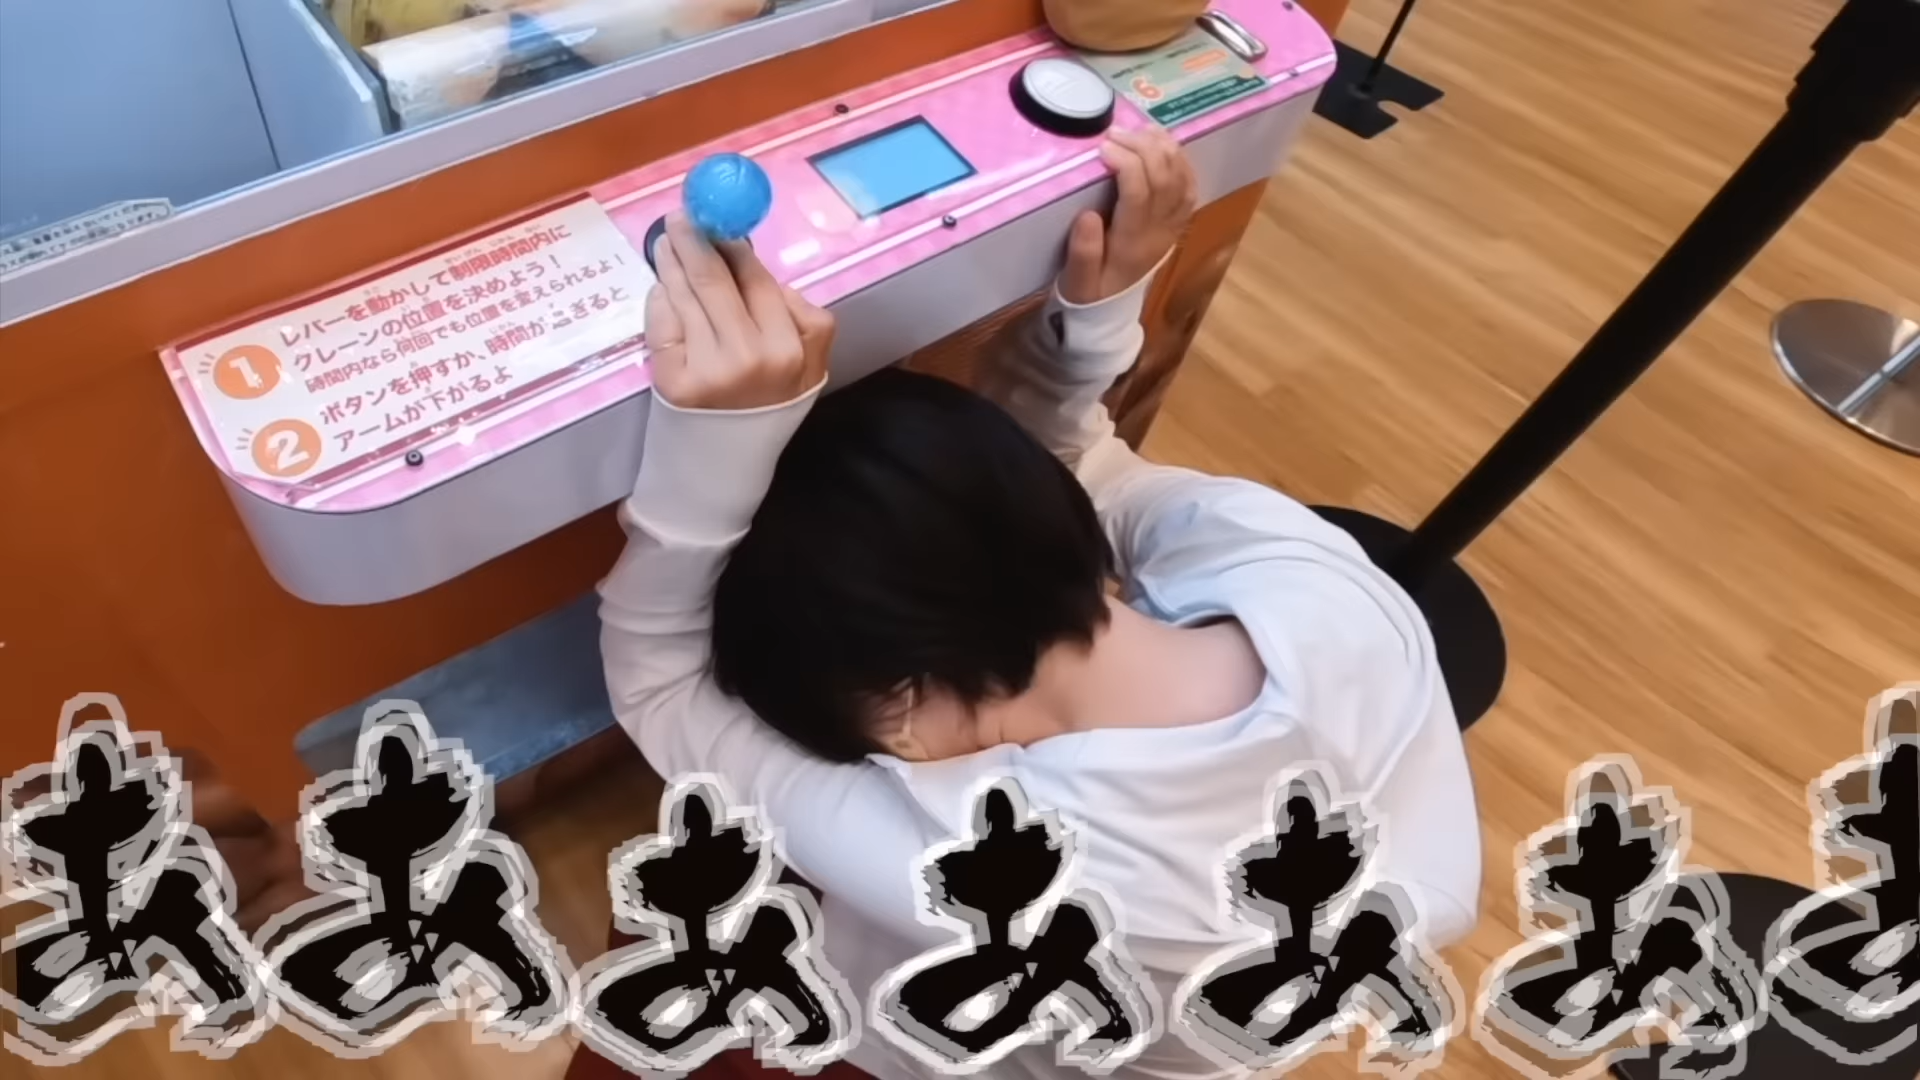 1 レバーを動かして制限時間内に
クレーンの位置を決めよう!
時間内なら何回でも位置を変えられるよ!
2 ボタンを押すか、時間が過ぎると
アームが下がるよ
あああああああ